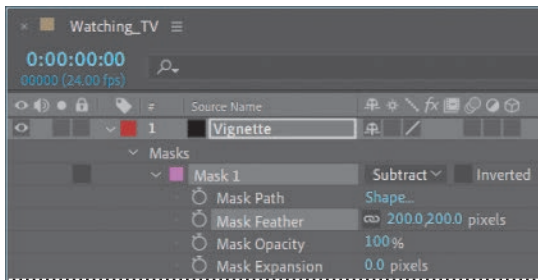 Watching_TV
0:00:00:00
00000 (24.00 fps)
# Source Name fx
1 Vignette
Masks
Mask 1 Subtract Inverted
Mask Path Shape...
Mask Feather 200.0,200.0 pixels
Mask Opacity 100%
Mask Expansion 0.0 pixels